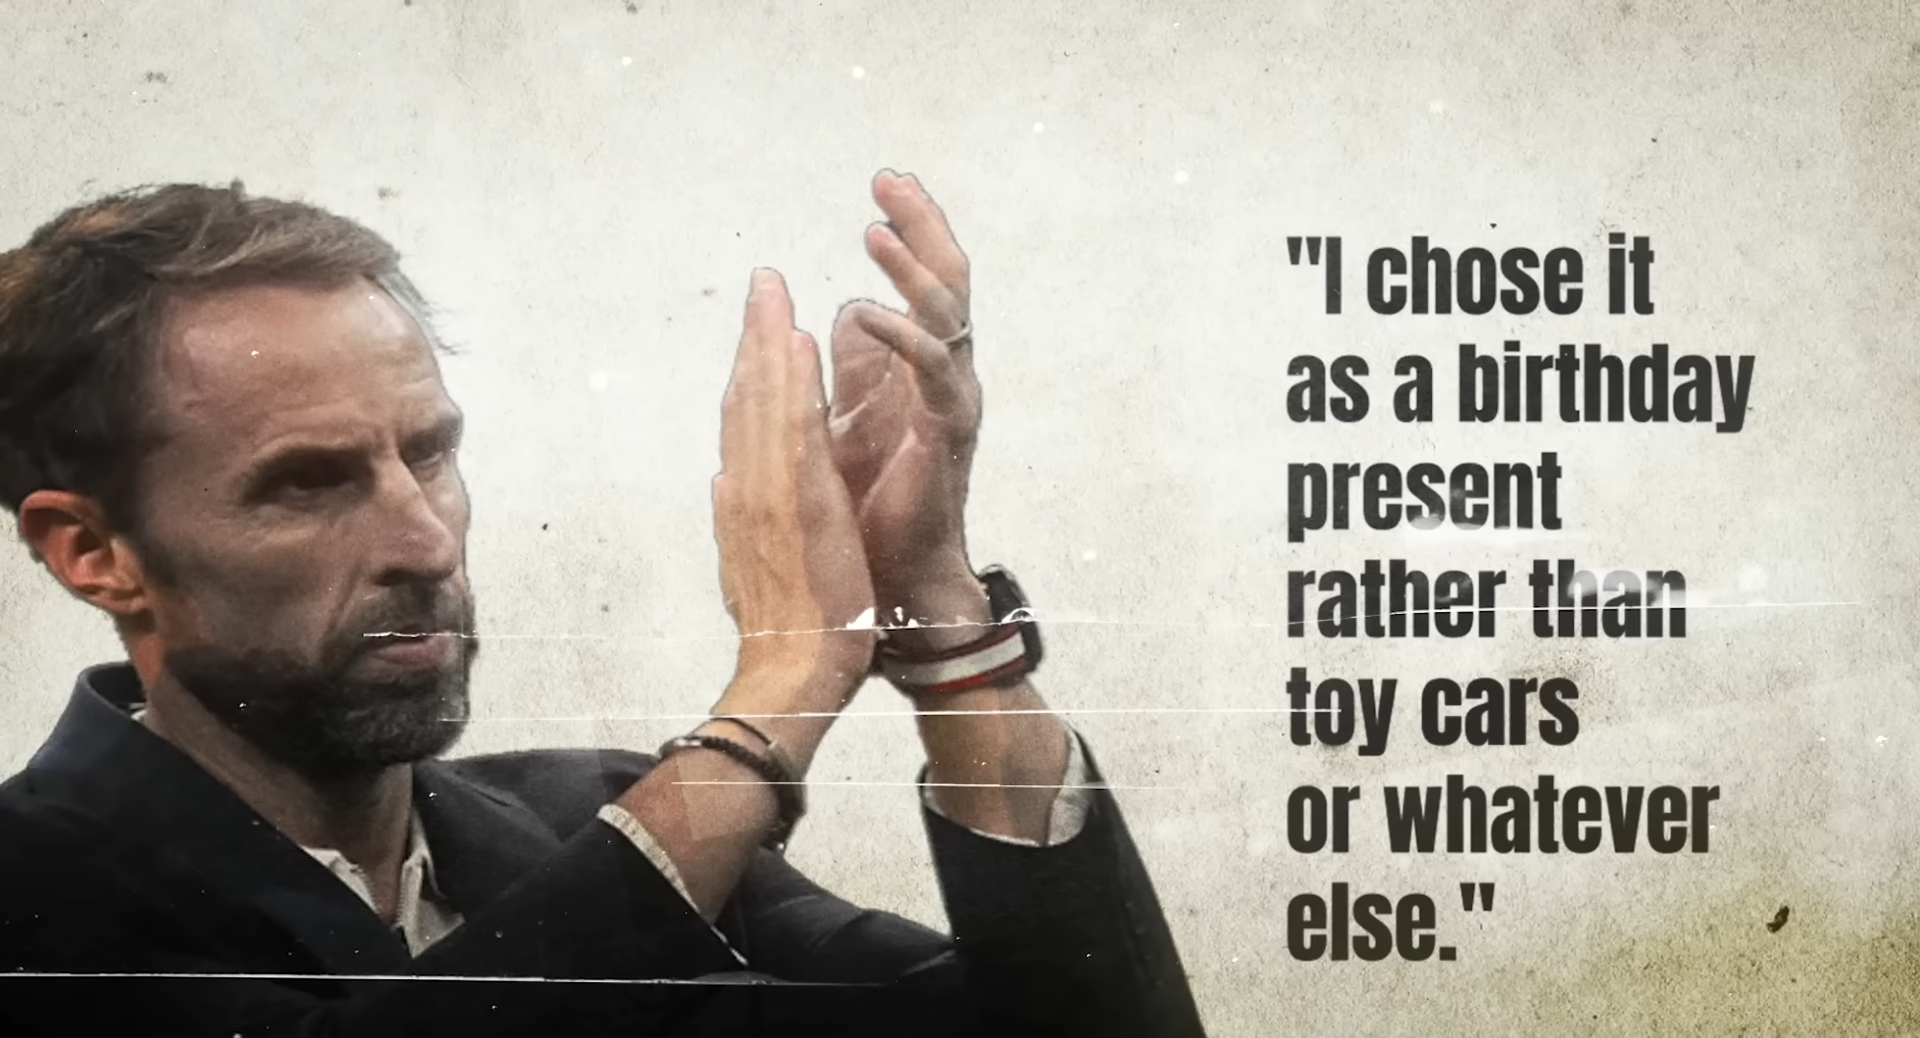 "I chose it
as a birthday
present
rather than
toy cars
or whatever
else."